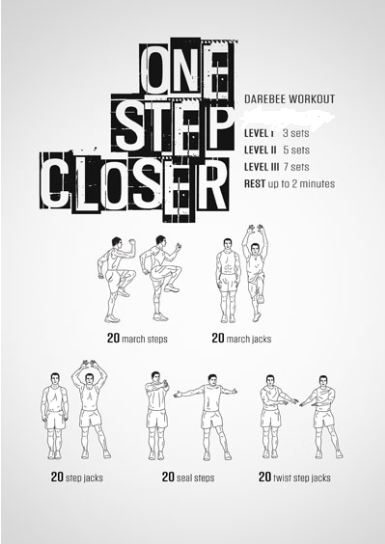 ONE
STEP
CLOSER
DAREBEE WORKOUT
LEVEL I 3 sets
LEVEL II 5 sets
LEVEL III 7 sets
REST up to 2 minutes
20 march steps
20 march jacks
20 step jacks
20 seal steps
20 twist step jacks